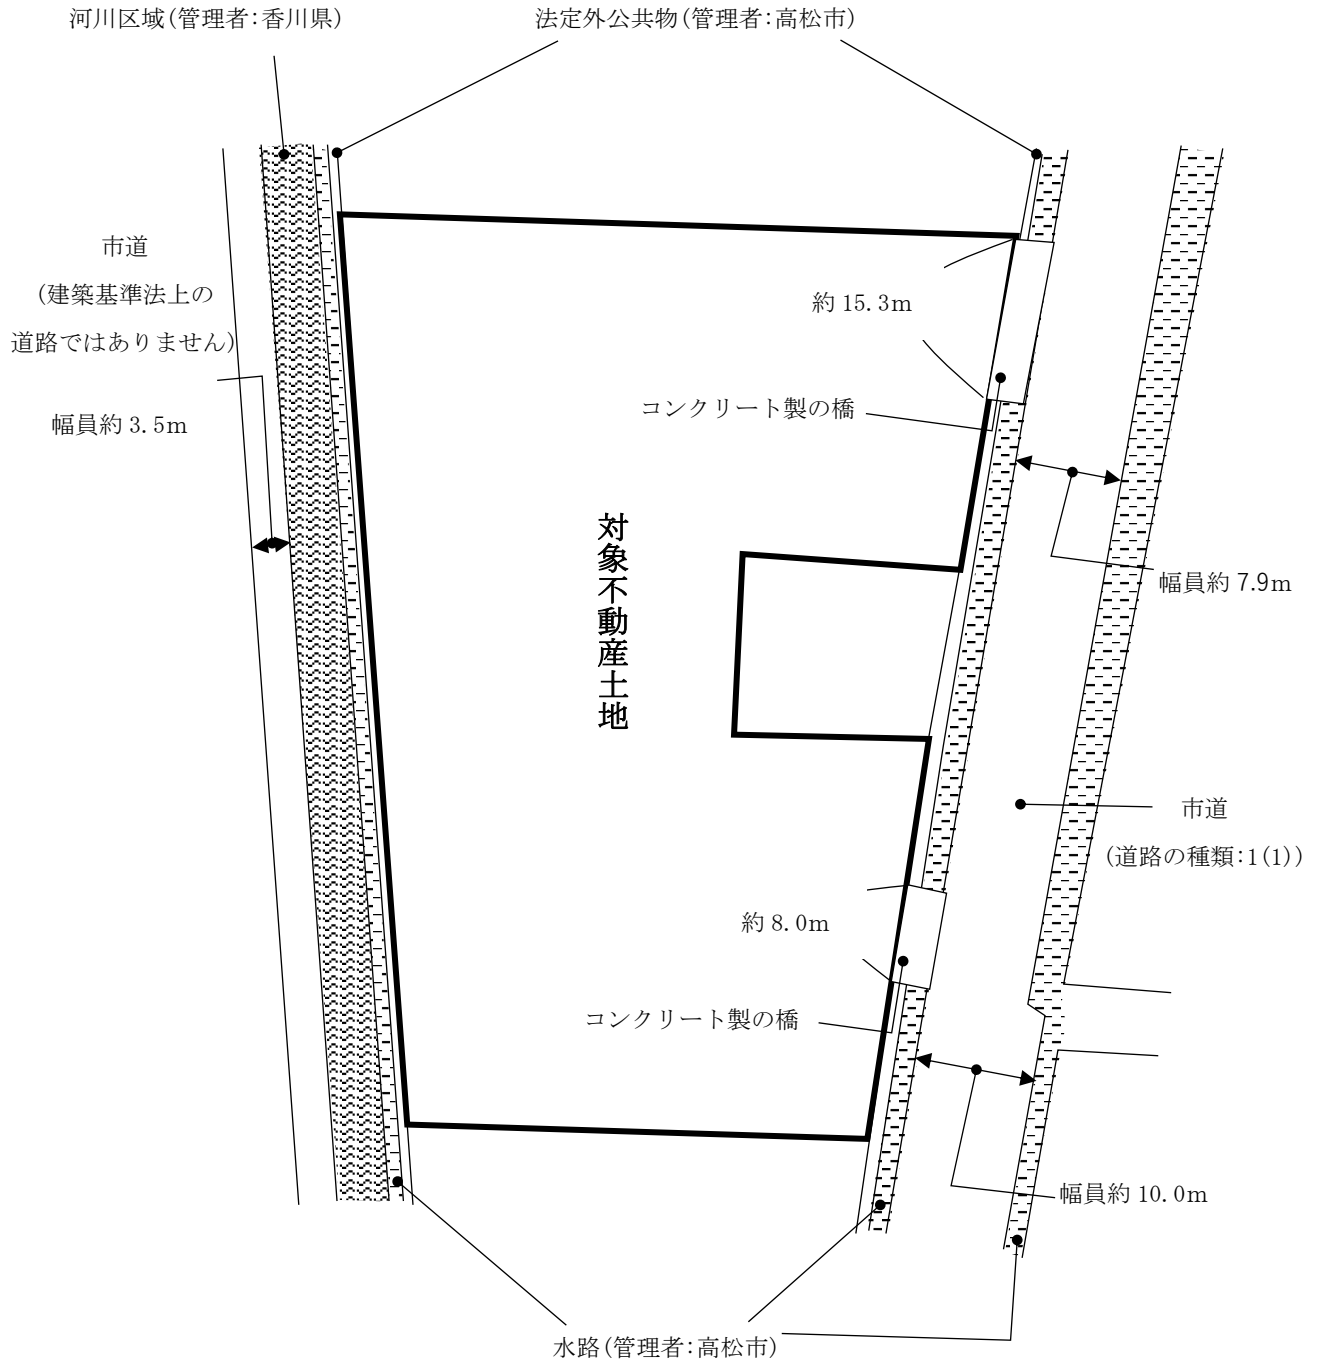 河川区域(管理者:香川県)
法定外公共物(管理者:高松市)
市道
(建築基準法上の
道路ではありません)
幅員約 3.5m
約 15.3m
コンクリート製の橋
対象不動産土地
幅員約 7.9m
市道
(道路の種類:1(1))
約 8.0m
コンクリート製の橋
幅員約 10.0m
水路(管理者:高松市)